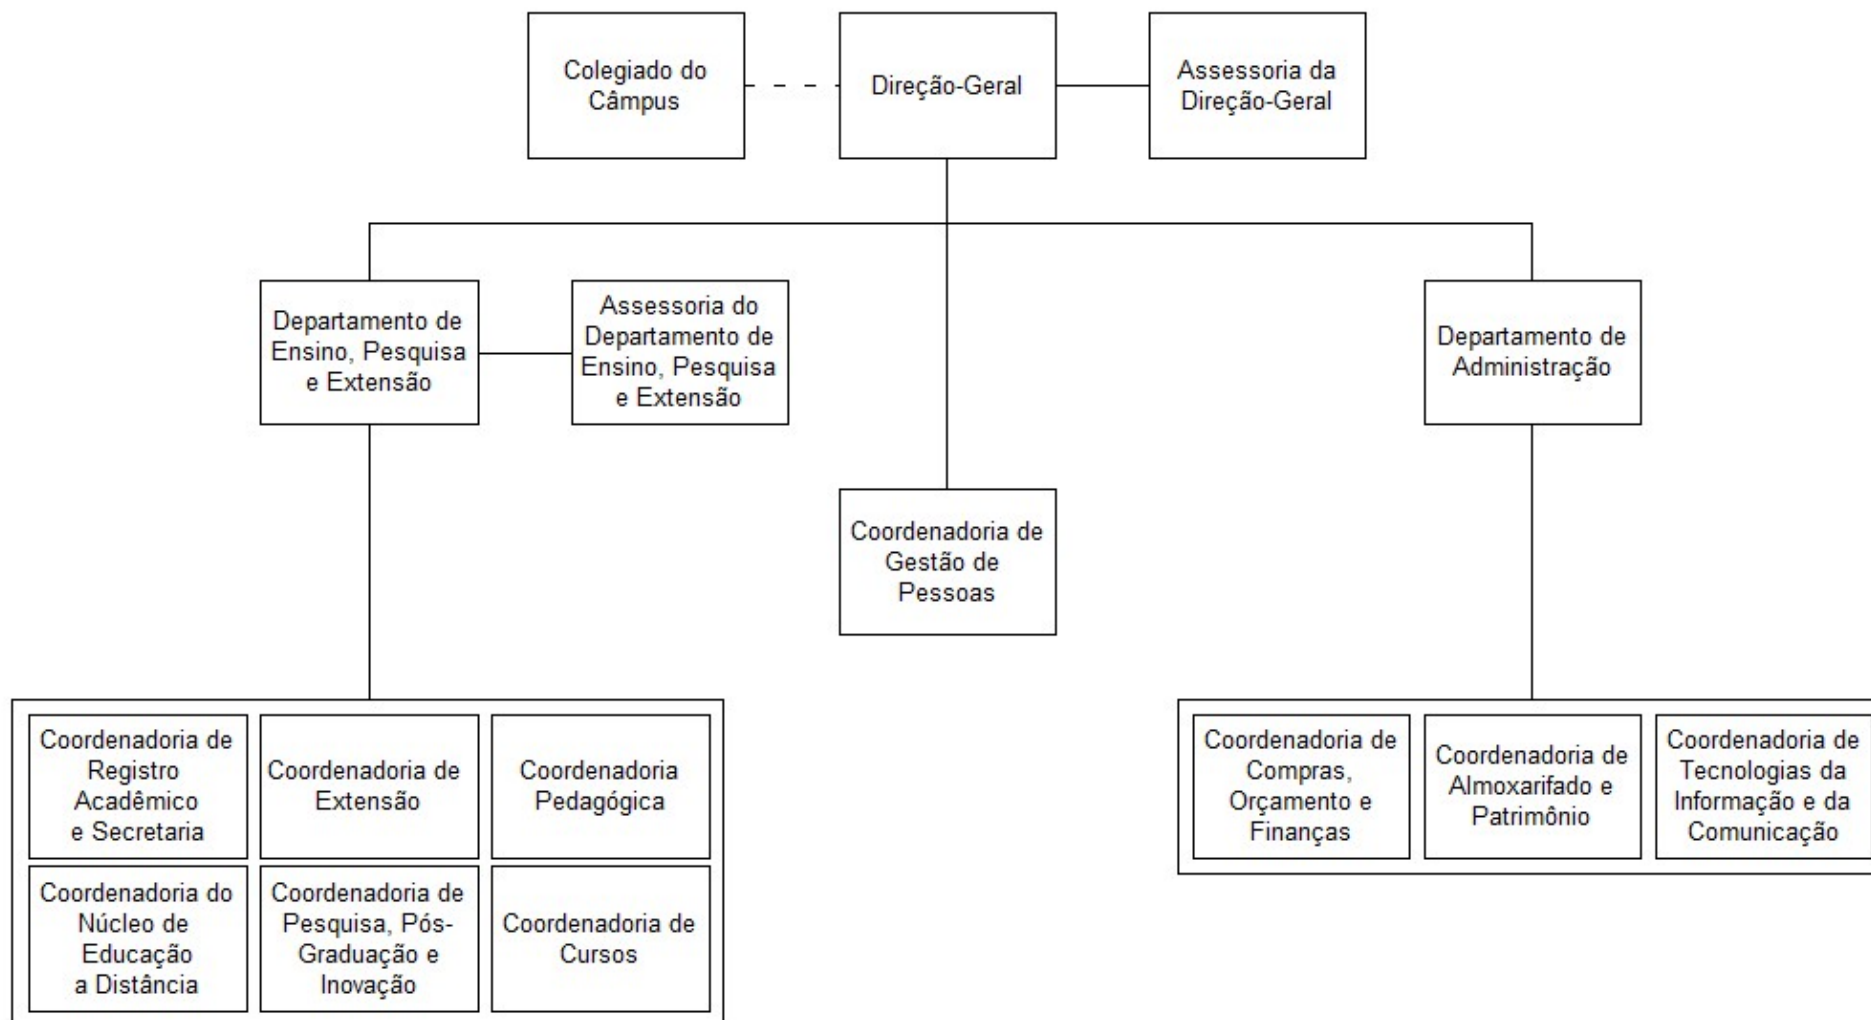 Colegiado do
Câmpus
Direção-Geral
Assessoria da
Direção-Geral
Departamento de
Ensino, Pesquisa
e Extensão
Assessoria do
Departamento de
Ensino, Pesquisa
e Extensão
Departamento de
Administração
Coordenadoria de
Gestão de
Pessoas
Coordenadoria de
Registro
Acadêmico
e Secretaria
Coordenadoria de
Extensão
Coordenadoria
Pedagógica
Coordenadoria do
Núcleo de
Educação
a Distância
Coordenadoria de
Pesquisa, Pós-
Graduação e
Inovação
Coordenadoria de
Cursos
Coordenadoria de
Compras,
Orçamento e
Finanças
Coordenadoria de
Almoxarifado e
Patrimônio
Coordenadoria de
Tecnologias da
Informação e da
Comunicação